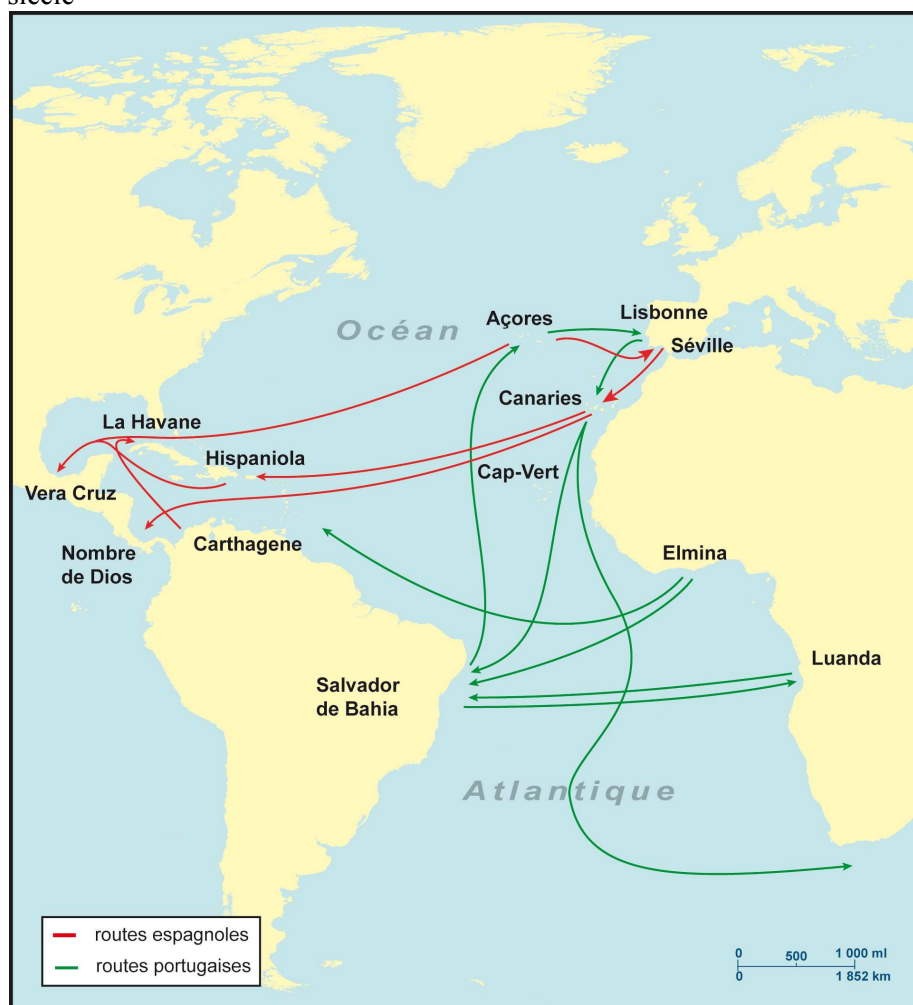 siècle
Océan
Açores
Lisbonne
Séville
Canaries
La Havane
Hispaniola
Cap-Vert
Vera Cruz
Nombre
de Dios
Carthagene
Elmina
Luanda
Salvador
de Bahia
Atlantique
routes espagnoles
routes portugaises
0 500 1 000 ml
0 1 852 km